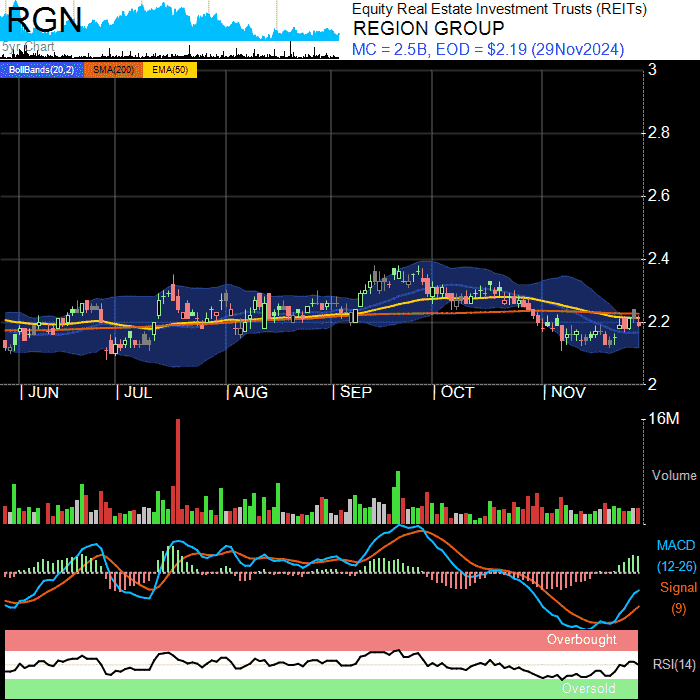 RGN
5yr Chart
Equity Real Estate Investment Trusts (REITs)
REGION GROUP
MC = 2.5B, EOD = $2.19 (29Nov2024)
BollBands(20,2) SMA(200) EMA(50)
3
2.8
2.6
2.4
2.2
2
JUN JUL AUG SEP OCT NOV
16M
Volume
MACD
(12-26)
Signal
(9)
Overbought
RSI(14)
Oversold